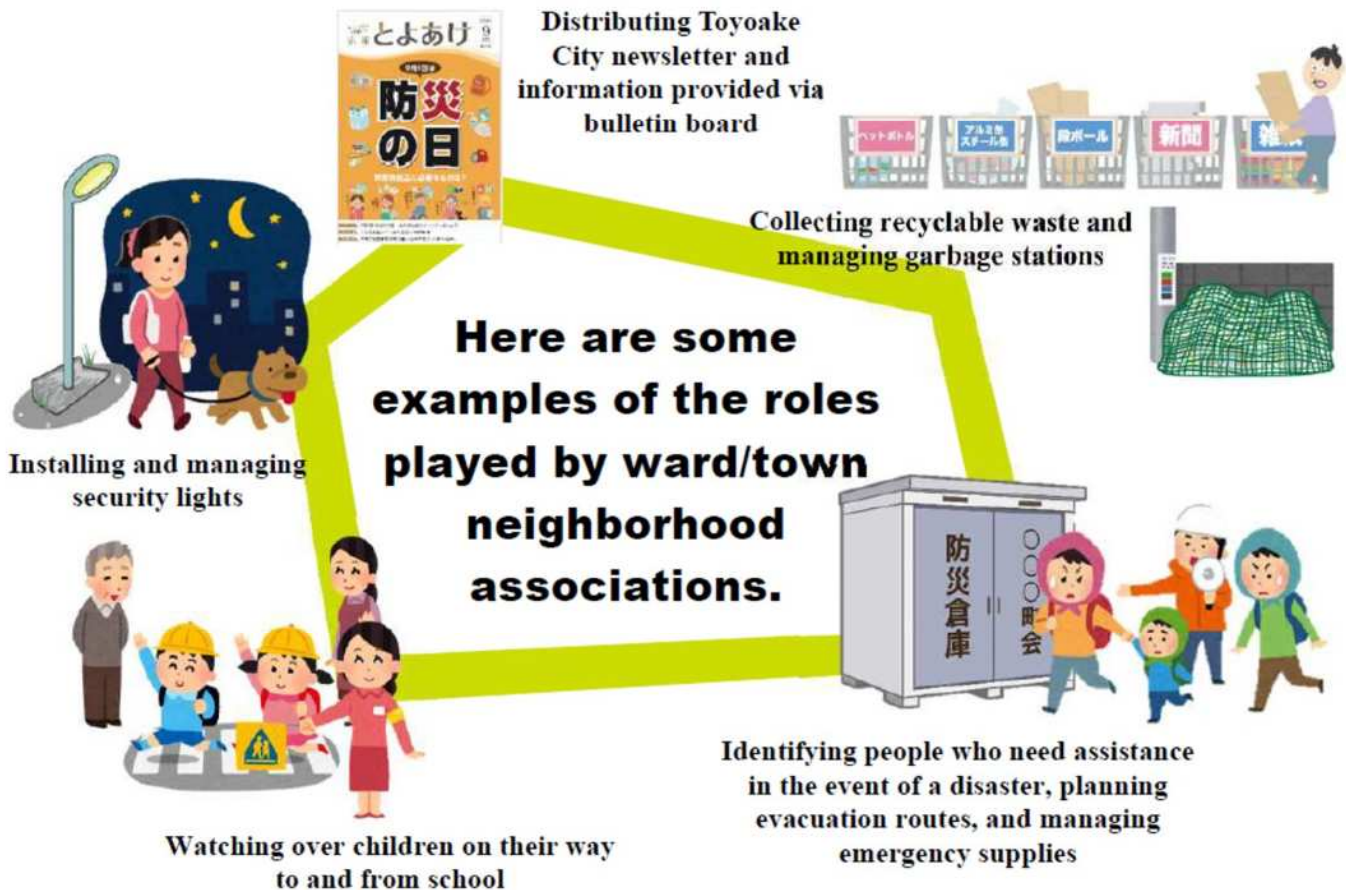 とよあけ
9
防災
の日
Distributing Toyoake
City newsletter and
information provided via
bulletin board
ペットボトル
アルミ缶
スチール缶
段ボール
新聞
Collecting recyclable waste and
managing garbage stations
Here are some
examples of the roles
played by ward/town
neighborhood
associations.
Installing and managing
security lights
防災倉庫
〇〇〇町会
Watching over children on their way
to and from school
Identifying people who need assistance
in the event of a disaster, planning
evacuation routes, and managing
emergency supplies